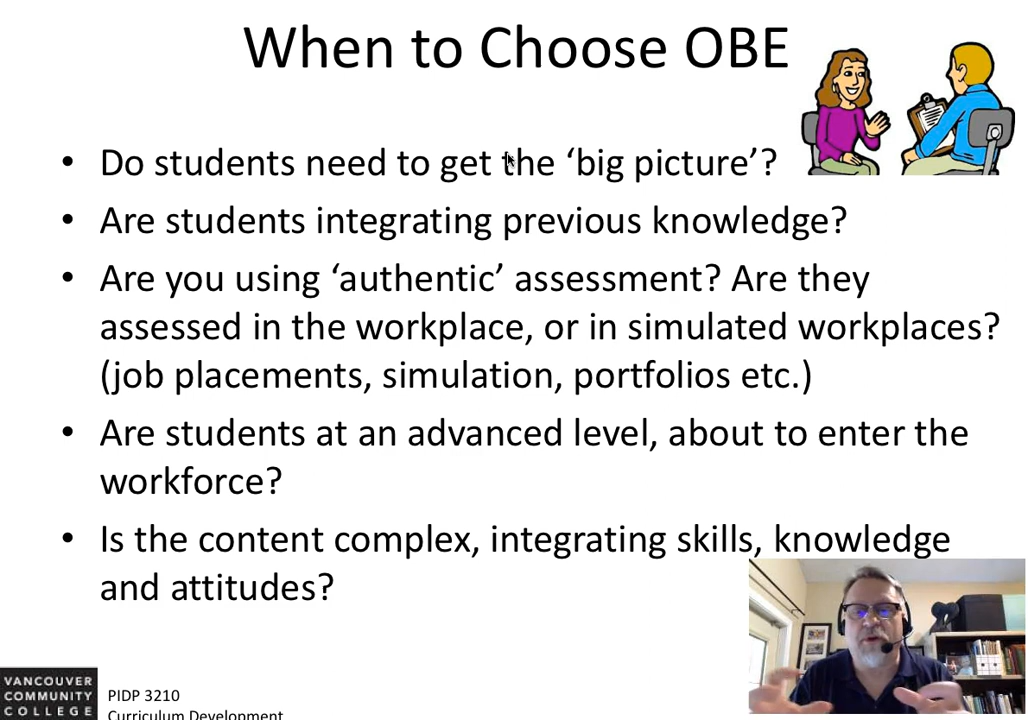 When to Choose OBE
• Do students need to get the ‘big picture’?
• Are students integrating previous knowledge?
• Are you using ‘authentic’ assessment? Are they
assessed in the workplace, or in simulated workplaces?
(job placements, simulation, portfolios etc.)
• Are students at an advanced level, about to enter the
workforce?
• Is the content complex, integrating skills, knowledge
and attitudes?
VANCOUVER
COMMUNITY
COLLEGE
PIDP 3210
Curriculum Development